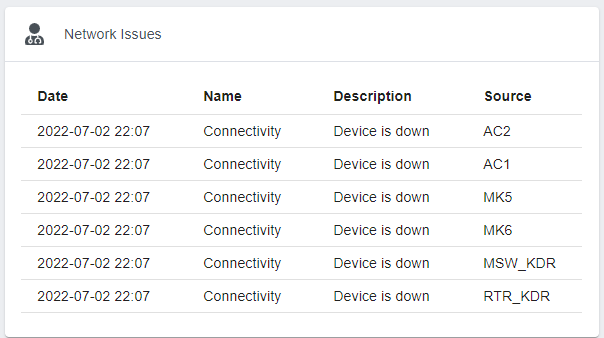 Network Issues
Date Name Description Source
2022-07-02 22:07 Connectivity Device is down AC2
2022-07-02 22:07 Connectivity Device is down AC1
2022-07-02 22:07 Connectivity Device is down MK5
2022-07-02 22:07 Connectivity Device is down MK6
2022-07-02 22:07 Connectivity Device is down MSW_KDR
2022-07-02 22:07 Connectivity Device is down RTR_KDR